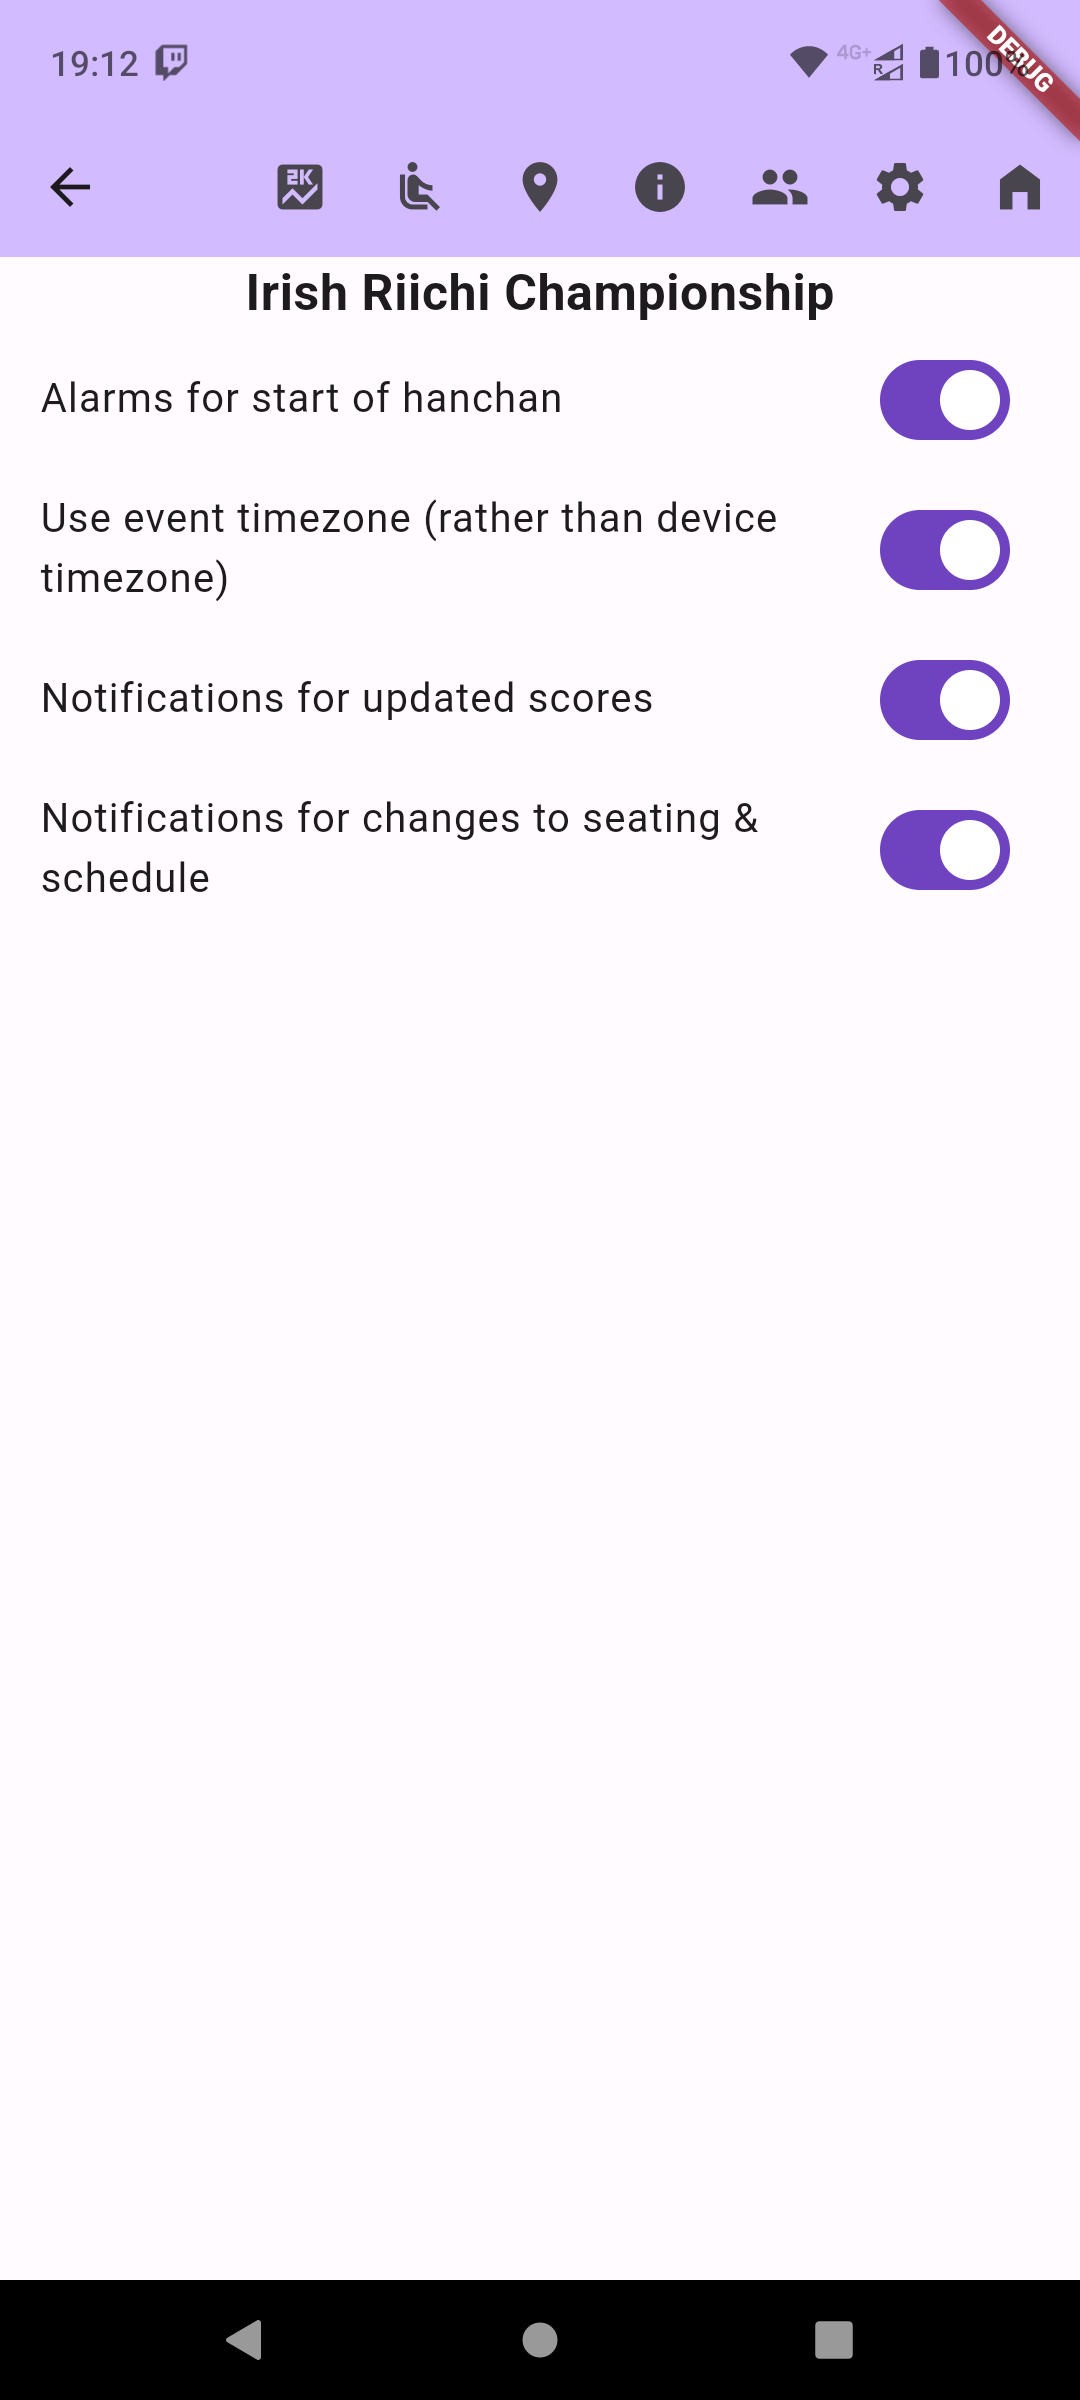 19:12
4G+
R
100%
DEBUG
2K
Irish Riichi Championship
Alarms for start of hanchan
Use event timezone (rather than device
timezone)
Notifications for updated scores
Notifications for changes to seating &
schedule